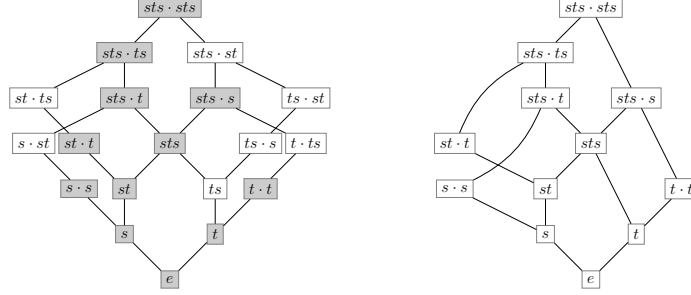 sts · sts sts · sts
sts · ts sts · st sts · ts
st · ts sts · t sts · s ts · st sts · t sts · s
s · st st · t sts ts · s t · ts st · t sts
s · s st ts t · t s · s st t · t
s t s t
e e